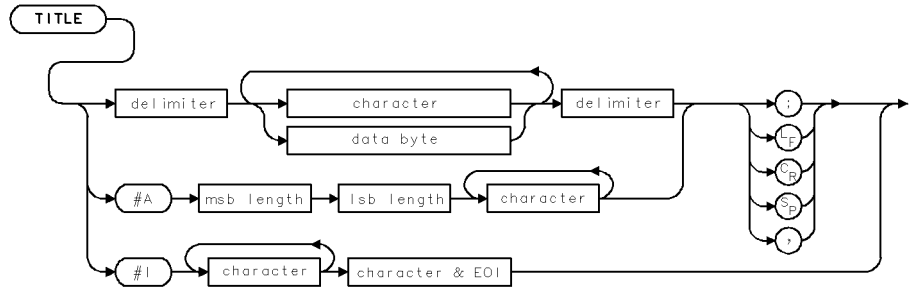 TITLE
delimiter
character
data byte
delimiter
;
LF
CR
SP
,
#A
msb length
lsb length
character
#I
character
character & EOI